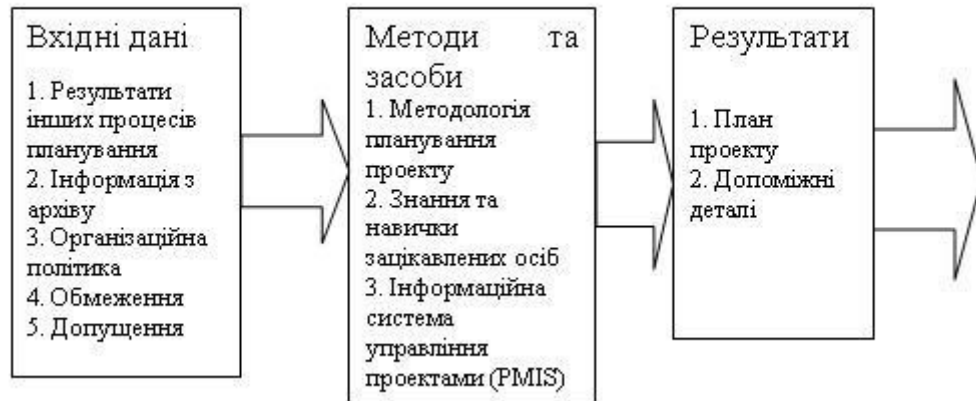 Вхідні дані
1. Результати
інших процесів
планування
2. Інформація з
архіву
3. Організаційна
політика
4. Обмеження
5. Допущення
Методи та
засоби
1. Методологія
планування
проекту
2. Знання та
навички
зацікавлених осіб
3. Інформаційна
система
управління
проектами (PMIS)
Результати
1. План
проекту
2. Допоміжні
деталі